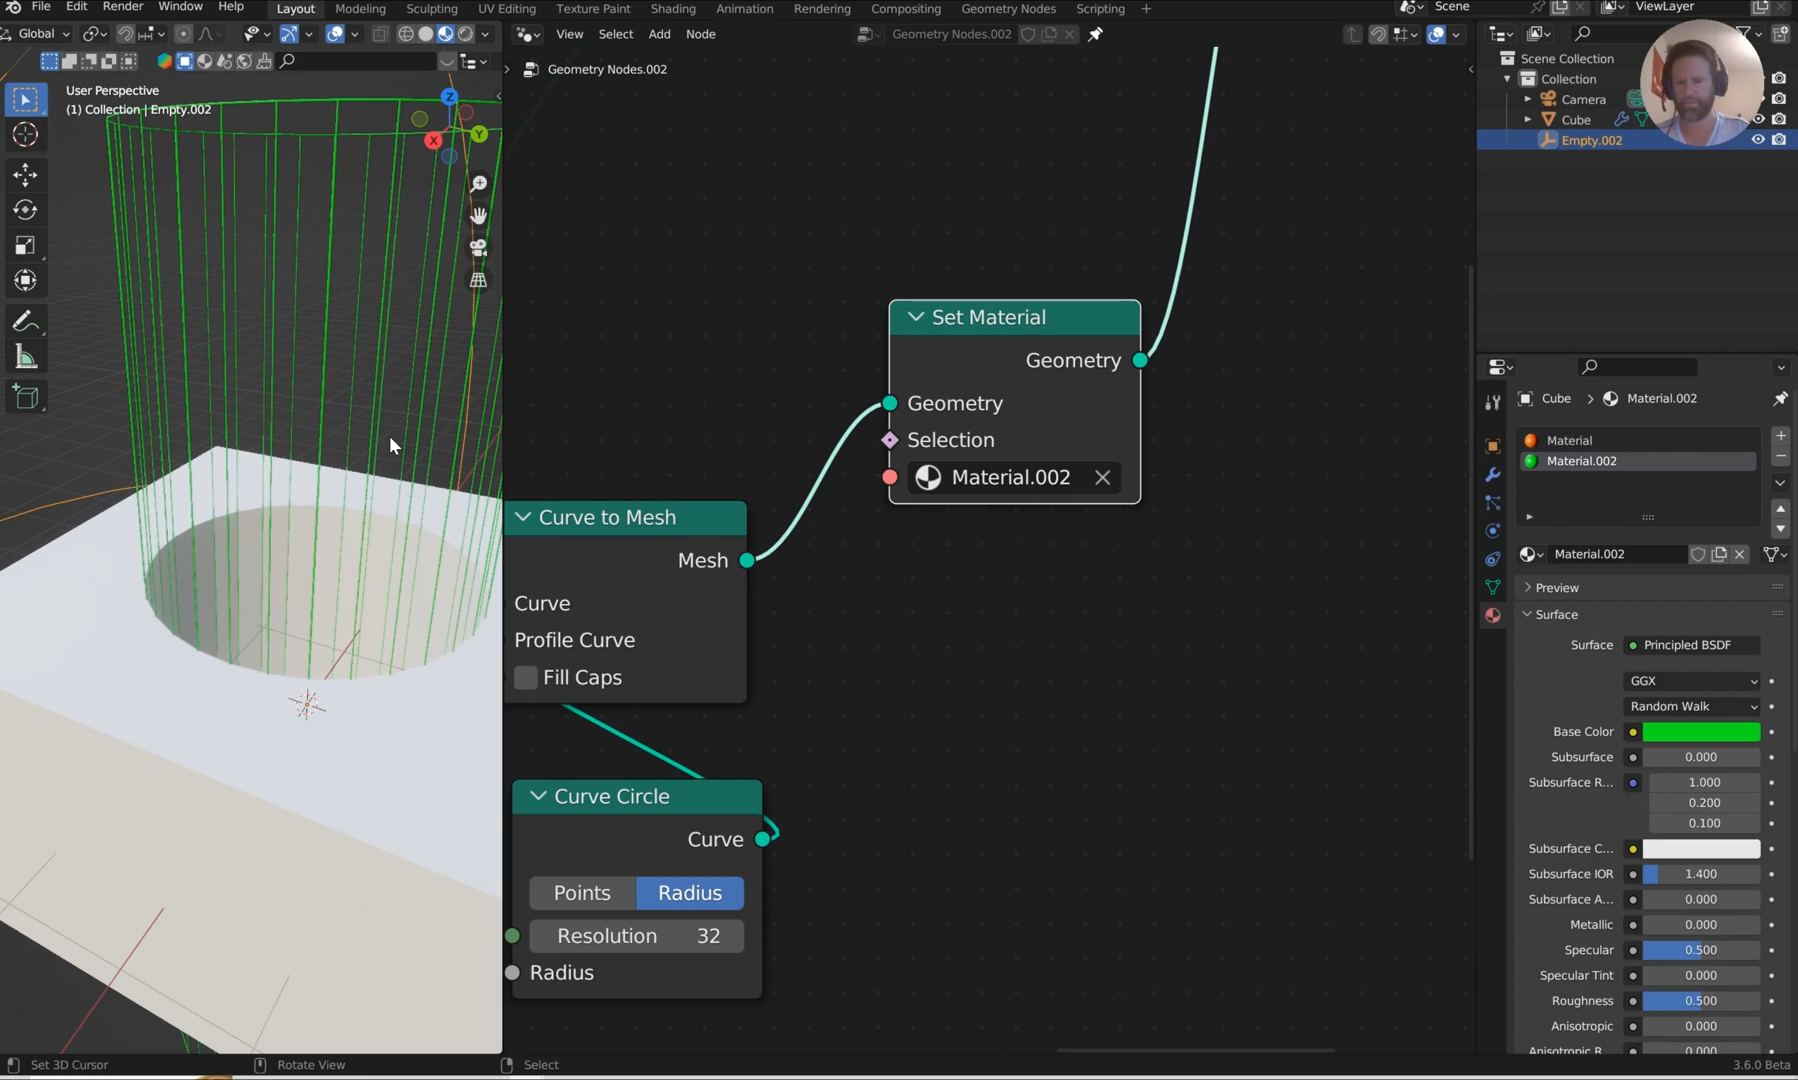 File Edit Render Window Help Layout Modeling Sculpting UV Editing Texture Paint Shading Animation Rendering Compositing Geometry Nodes Scripting + Scene ViewLayer
Global View Select Add Node Geometry Nodes.002
Geometry Nodes.002
User Perspective
(1) Collection | Empty.002
Z
X Y
Scene Collection
Collection
Camera
Cube
Empty.002
Set Material
Geometry
Geometry
Selection
Material.002
Curve to Mesh
Mesh
Curve
Profile Curve
Fill Caps
Curve Circle
Curve
Points Radius
Resolution 32
Radius
Cube > Material.002
Material
Material.002
Material.002
Preview
Surface
Surface Principled BSDF
GGX
Random Walk
Base Color
Subsurface 0.000
Subsurface R... 1.000
0.200
0.100
Subsurface C...
Subsurface IOR 1.400
Subsurface A... 0.000
Metallic 0.000
Specular 0.500
Specular Tint 0.000
Roughness 0.500
Anisotropic 0.000
Anisotropic R... 0.000
Set 3D Cursor Rotate View Select 3.6.0 Beta